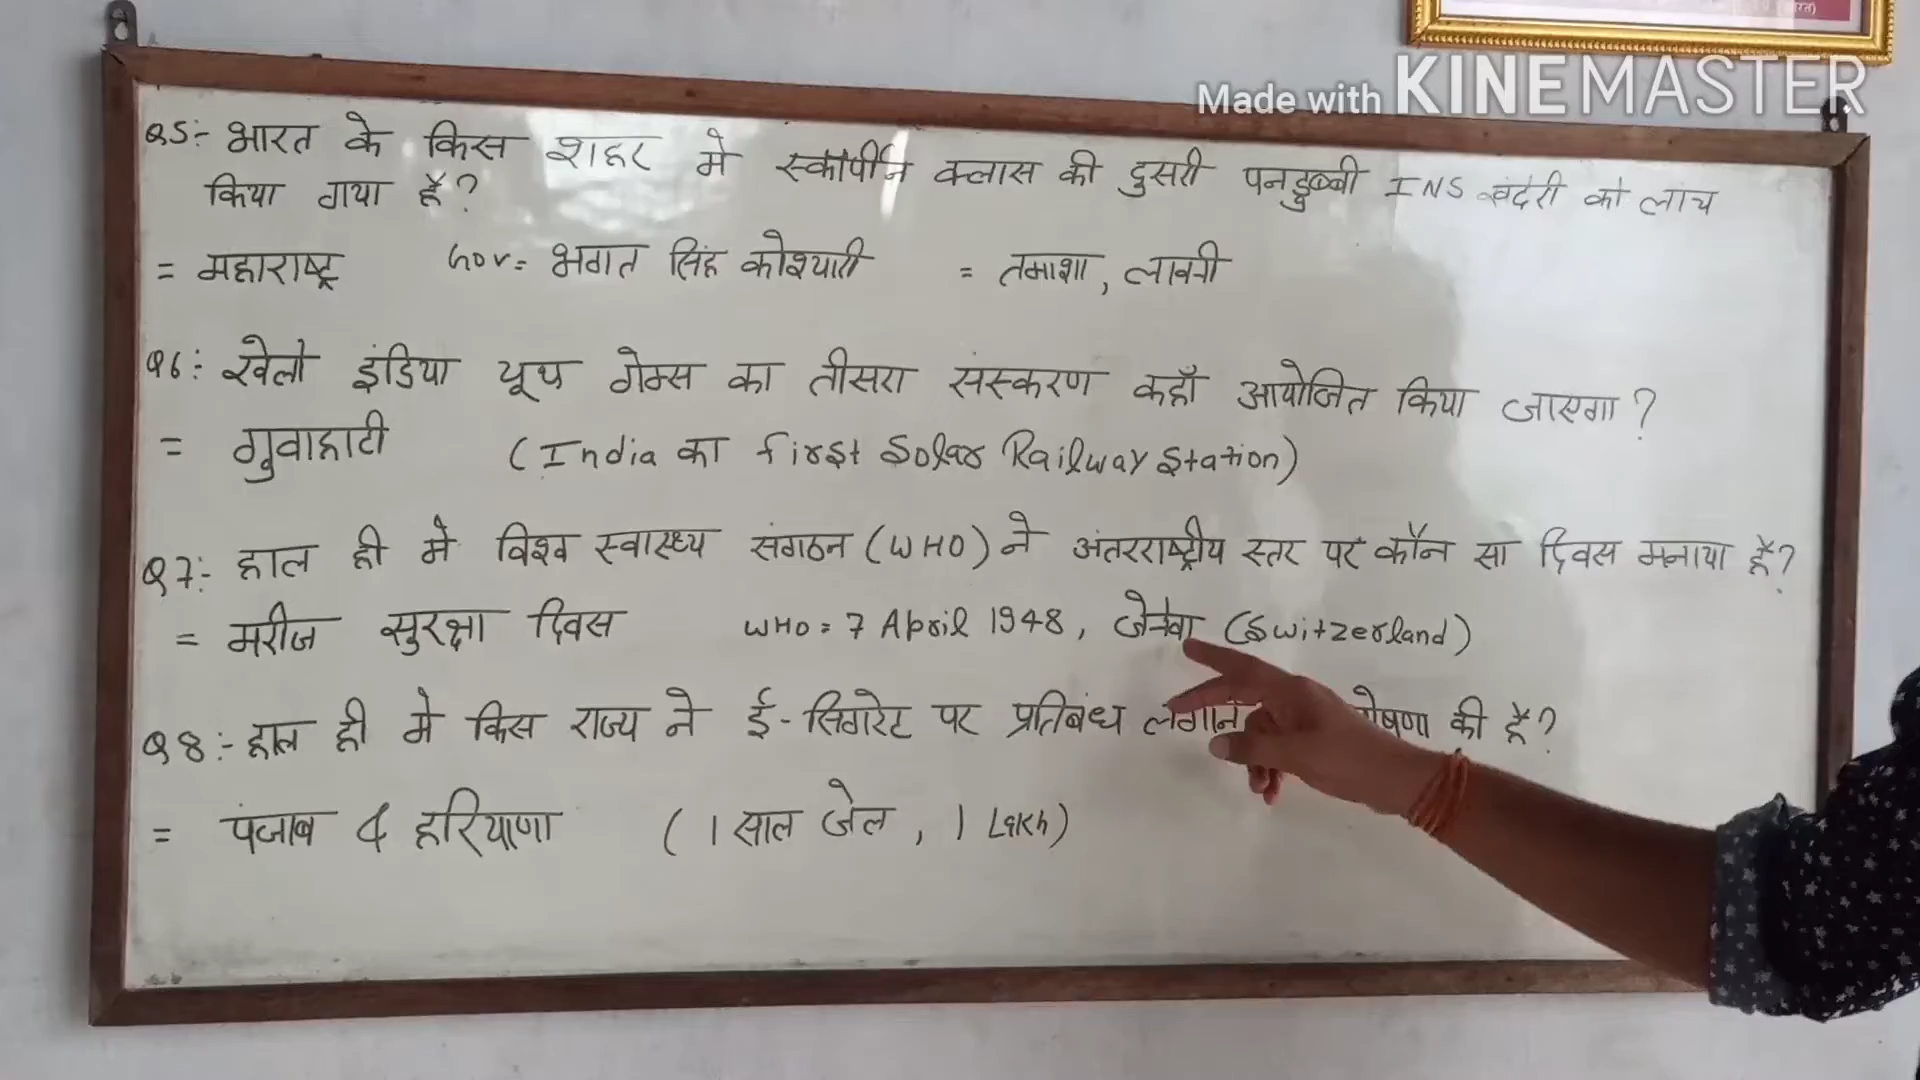 रत)
Made with KINEMASTER
Q5:- भारत के किस शहर मे स्कॉर्पीन क्लास की दुसरी पनडुब्बी INS खंदेरी को लांच
किया गया है?
= महाराष्ट्र Gov= भगत सिंह कोश्यारी = तमाशा, लावनी
Q6:- खेलो इंडिया यूथ गेम्स का तीसरा संस्करण कहाँ आयोजित किया जाएगा?
= गुवाहाटी (India का first Solar Railway Station)
Q7:- हाल ही मे विश्व स्वास्थ्य संगठन (WHO) ने अंतरराष्ट्रीय स्तर पर कौन सा दिवस मनाया है?
= मरीज सुरक्षा दिवस WHO = 7 April 1948, जेनेवा (Switzerland)
Q8:- हाल ही मे किस राज्य ने ई-सिगरेट पर प्रतिबंध लगाने षणा की है?
= पंजाब & हरियाणा (1 साल जेल, 1 Lakh)